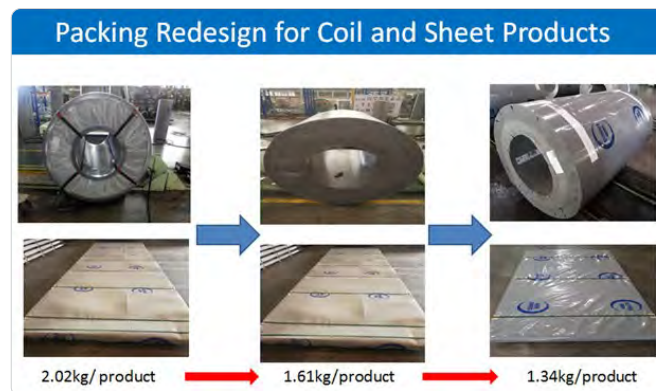 Packing Redesign for Coil and Sheet Products
2.02kg/product
1.61kg/product
1.34kg/product